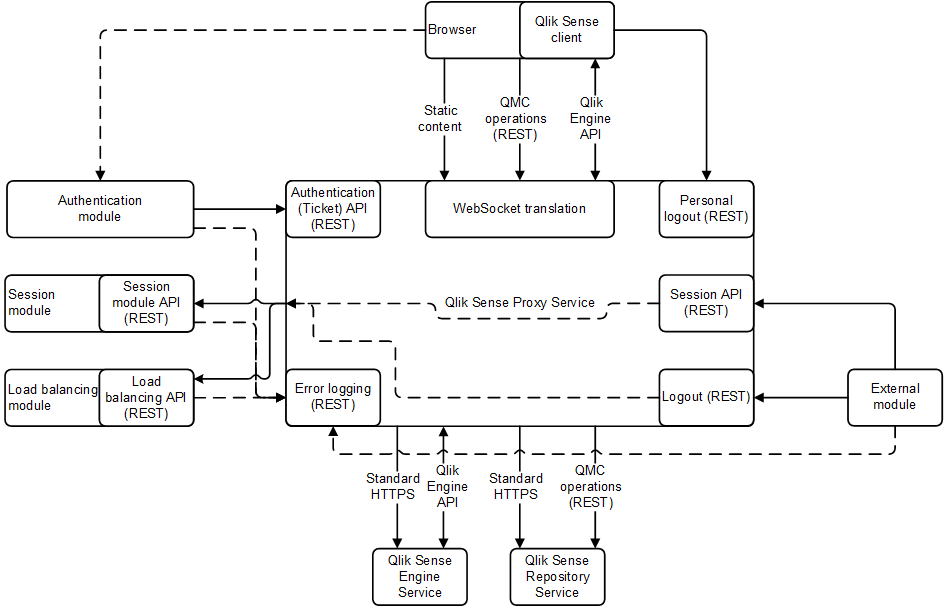 Browser
Qlik Sense
client
Static
content
QMC
operations
(REST)
Qlik
Engine
API
Authentication
module
Authentication
(Ticket) API
(REST)
WebSocket translation
Personal
logout (REST)
Session
module
Session
module API
(REST)
Qlik Sense Proxy Service
Session API
(REST)
Load balancing
module
Load
balancing API
(REST)
Error logging
(REST)
Logout (REST)
External
module
Standard
HTTPS
Qlik
Engine
API
Standard
HTTPS
QMC
operations
(REST)
Qlik Sense
Engine
Service
Qlik Sense
Repository
Service